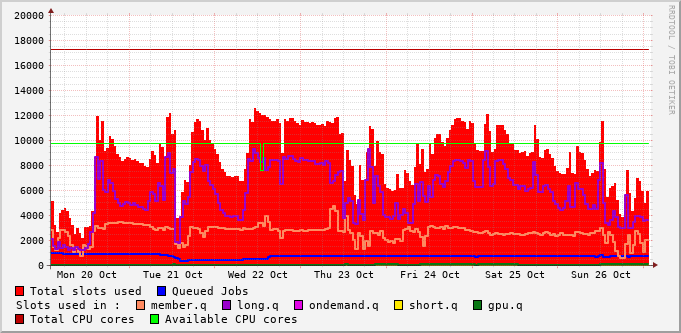 20000
18000
16000
14000
12000
10000
8000
6000
4000
2000
0
Mon 20 Oct Tue 21 Oct Wed 22 Oct Thu 23 Oct Fri 24 Oct Sat 25 Oct Sun 26 Oct
Total slots used Queued Jobs
Slots used in : member.q long.q ondemand.q short.q gpu.q
Total CPU cores Available CPU cores
RRDTOOL / TOBI OETIKER